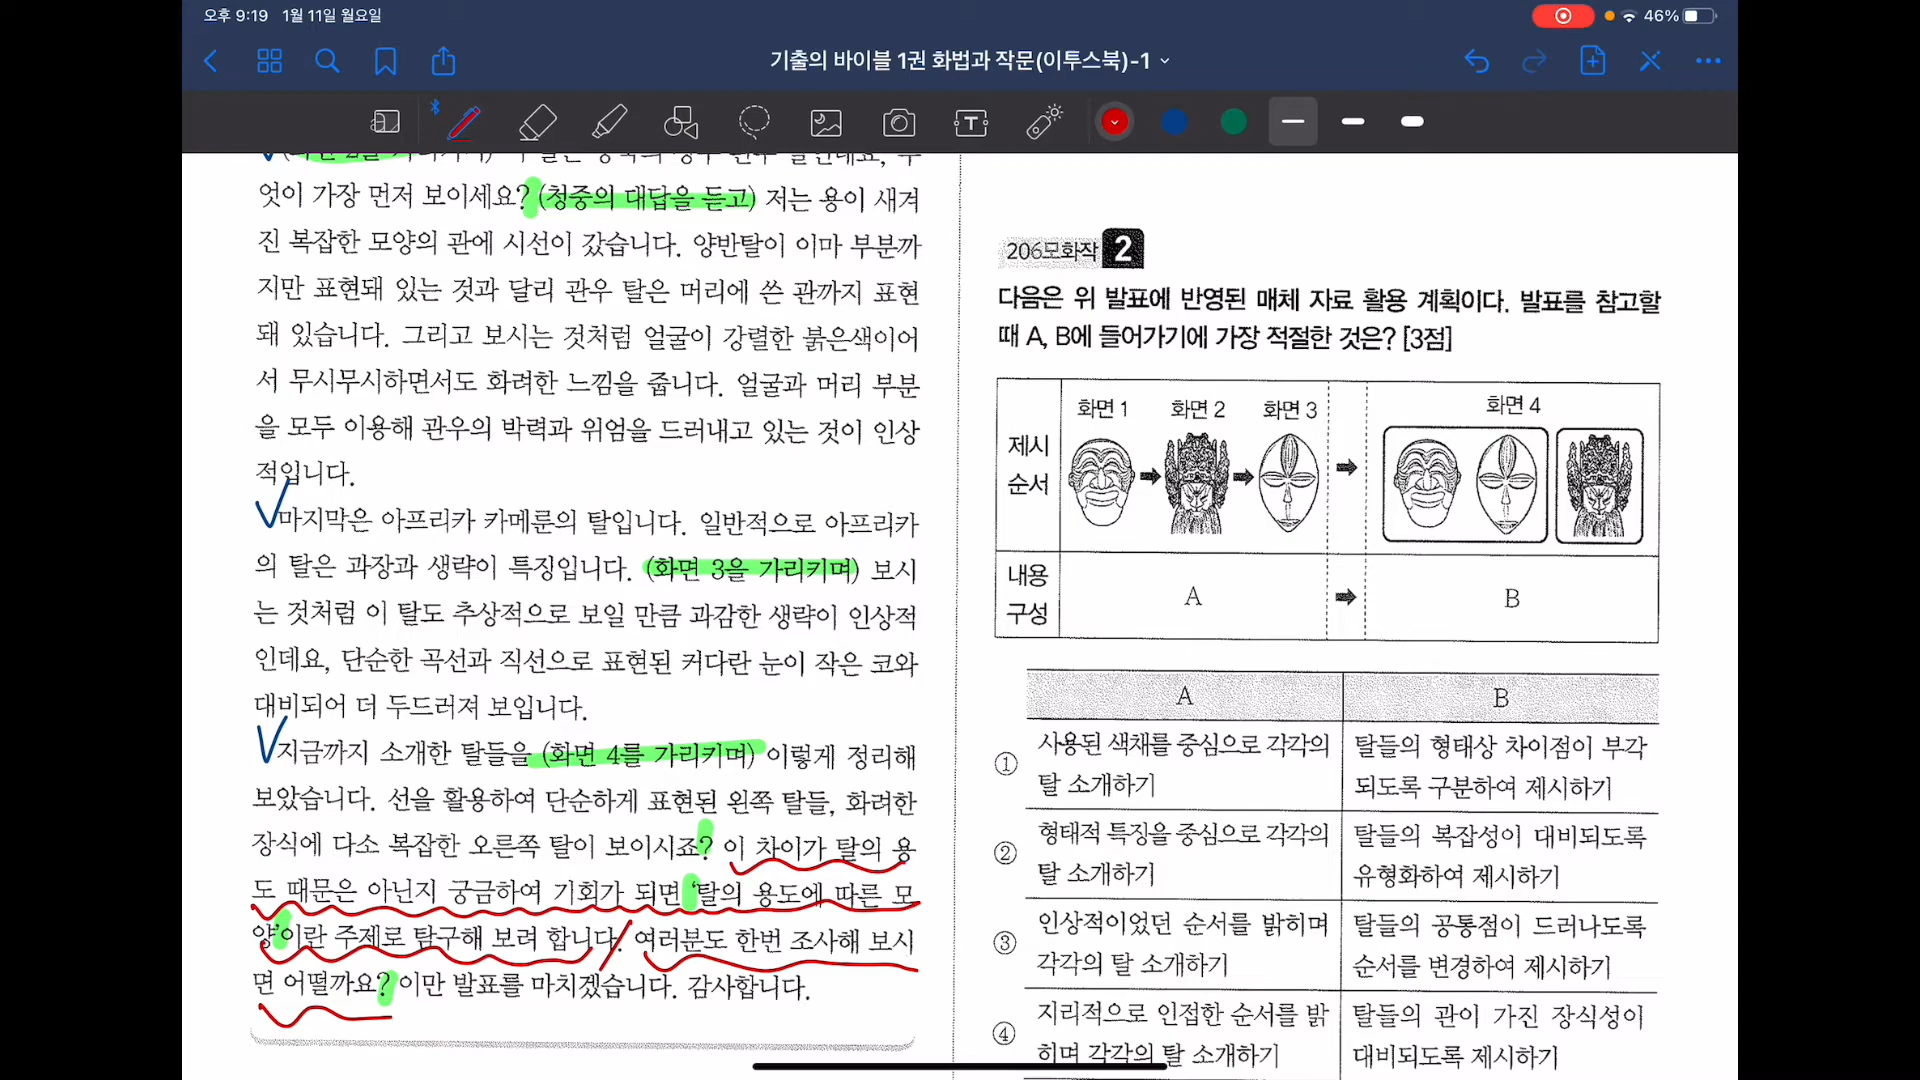 오후 9:19 1월 11일 월요일
46%
기출의 바이블 1권 화법과 작문(이투스북)-1
엇이 가장 먼저 보이세요? (청중의 대답을 듣고) 저는 용이 새겨
진 복잡한 모양의 관에 시선이 갔습니다. 양반탈이 이마 부분까
지만 표현돼 있는 것과 달리 관우 탈은 머리에 쓴 관까지 표현
돼 있습니다. 그리고 보시는 것처럼 얼굴이 강렬한 붉은색이어
서 무시무시하면서도 화려한 느낌을 줍니다. 얼굴과 머리 부분
을 모두 이용해 관우의 박력과 위엄을 드러내고 있는 것이 인상
적입니다.
마지막은 아프리카 카메룬의 탈입니다. 일반적으로 아프리카
의 탈은 과장과 생략이 특징입니다. (화면 3을 가리키며) 보시
는 것처럼 이 탈도 추상적으로 보일 만큼 과감한 생략이 인상적
인데요, 단순한 곡선과 직선으로 표현된 커다란 눈이 작은 코와
대비되어 더 두드러져 보입니다.
지금까지 소개한 탈들을 (화면 4를 가리키며) 이렇게 정리해
보았습니다. 선을 활용하여 단순하게 표현된 왼쪽 탈들, 화려한
장식에 다소 복잡한 오른쪽 탈이 보이시죠? 이 차이가 탈의 용
도 때문은 아닌지 궁금하여 기회가 되면 ‘탈의 용도에 따른 모
양’이란 주제로 탐구해 보려 합니다. 여러분도 한번 조사해 보시
면 어떨까요? 이만 발표를 마치겠습니다. 감사합니다.
206모화작 2
다음은 위 발표에 반영된 매체 자료 활용 계획이다. 발표를 참고할
때 A, B에 들어가기에 가장 적절한 것은? [3점]
제시 순서
화면 1 화면 2 화면 3 화면 4
내용 구성
A B
A B
① 사용된 색채를 중심으로 각각의 탈 소개하기
탈들의 형태상 차이점이 부각되도록 구분하여 제시하기
② 형태적 특징을 중심으로 각각의 탈 소개하기
탈들의 복잡성이 대비되도록 유형화하여 제시하기
③ 인상적이었던 순서를 밝히며 각각의 탈 소개하기
탈들의 공통점이 드러나도록 순서를 변경하여 제시하기
④ 지리적으로 인접한 순서를 밝히며 각각의 탈 소개하기
탈들의 관이 가진 장식성이 대비되도록 제시하기